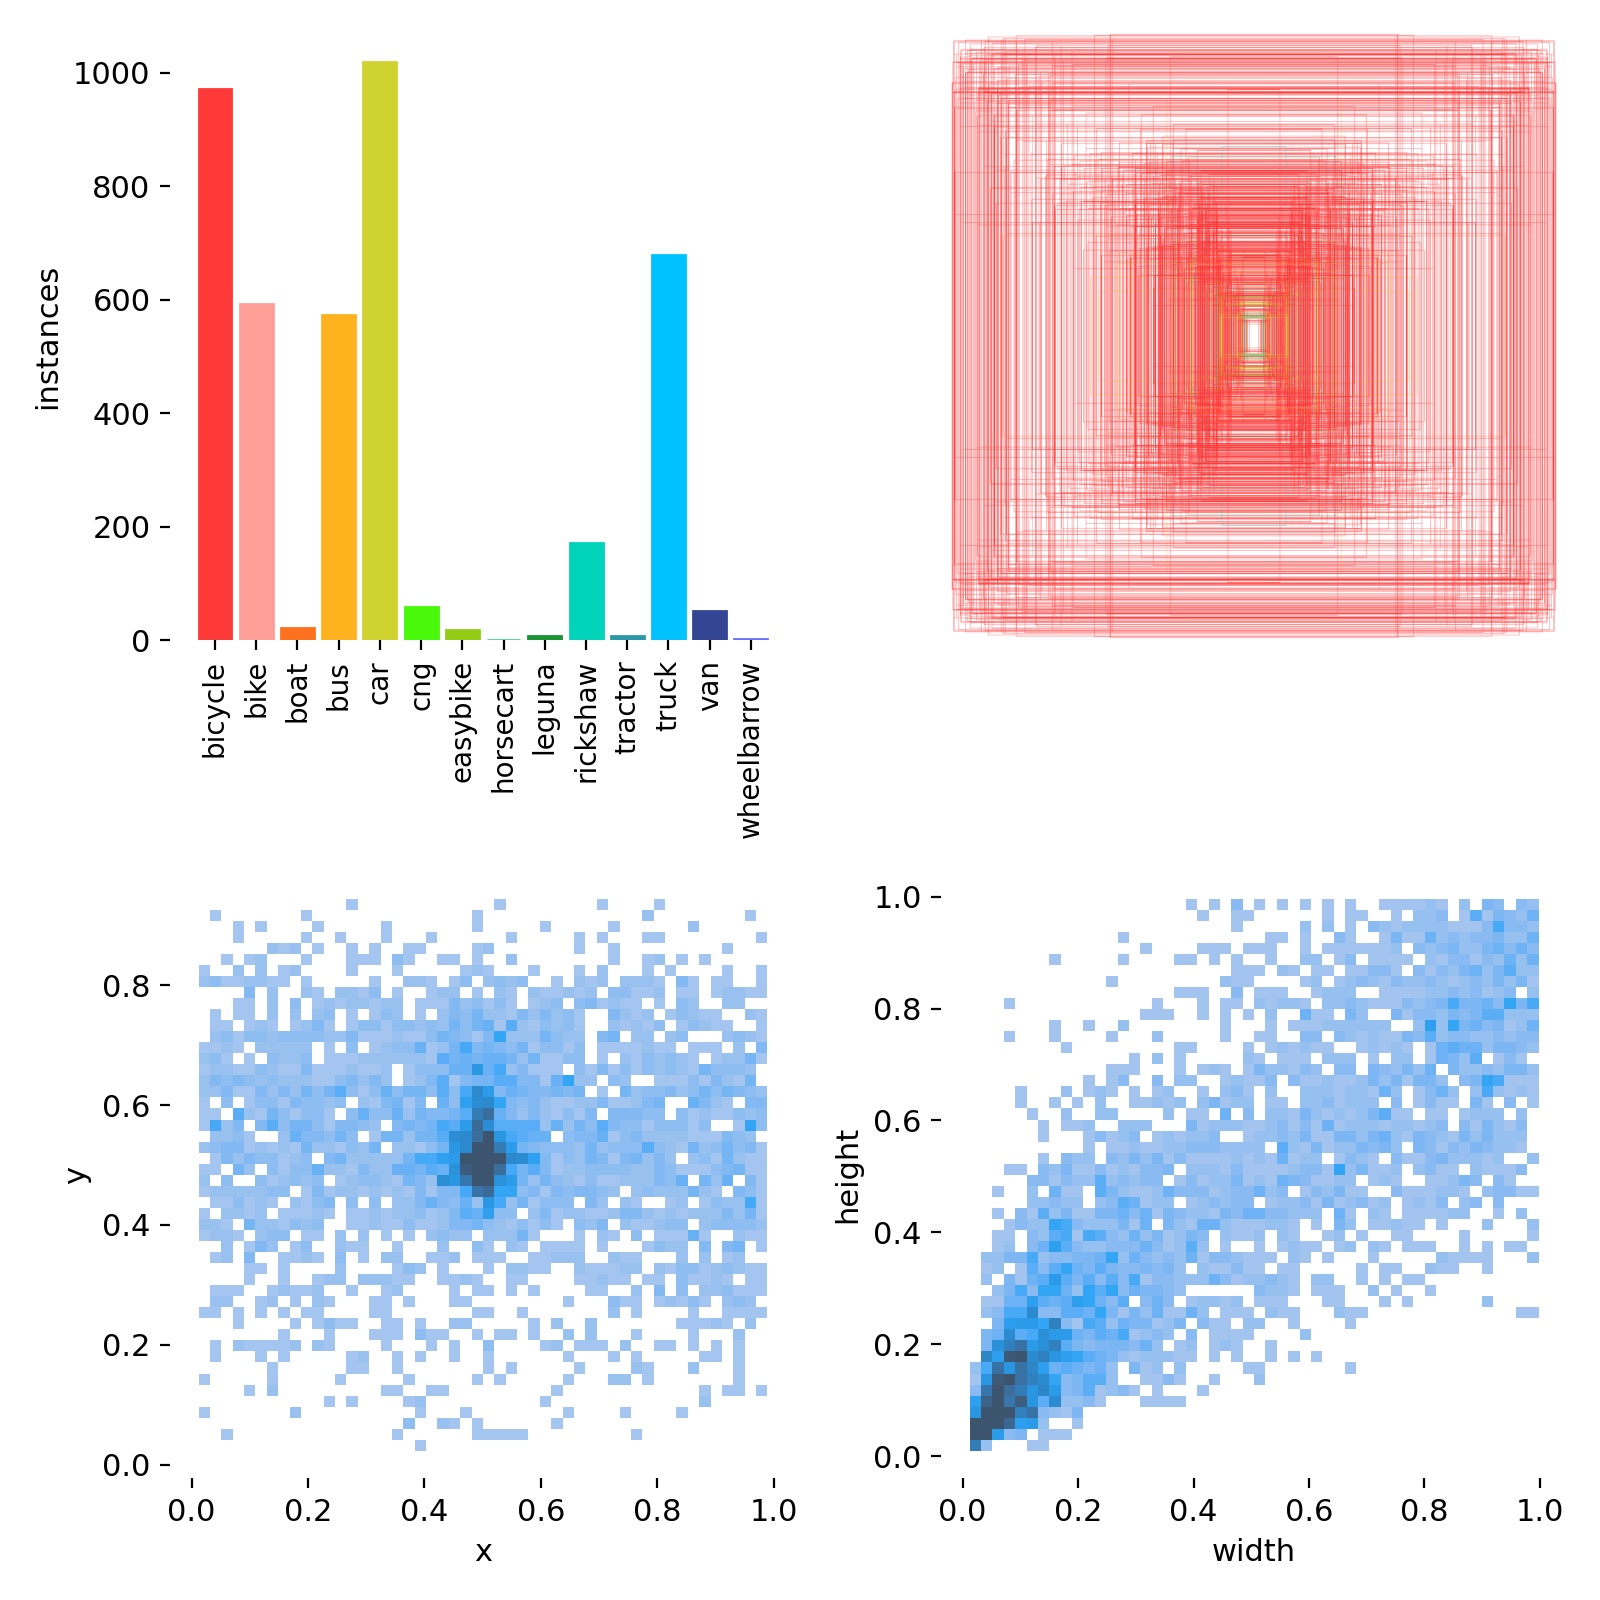 1000
800
600
400
200
0
instances
bicycle
bike
boat
bus
car
cng
easybike
horsecart
leguna
rickshaw
tractor
truck
van
wheelbarrow
0.8
0.6
0.4
0.2
0.0
y
0.0 0.2 0.4 0.6 0.8 1.0
x
1.0
0.8
0.6
0.4
0.2
0.0
height
0.0 0.2 0.4 0.6 0.8 1.0
width